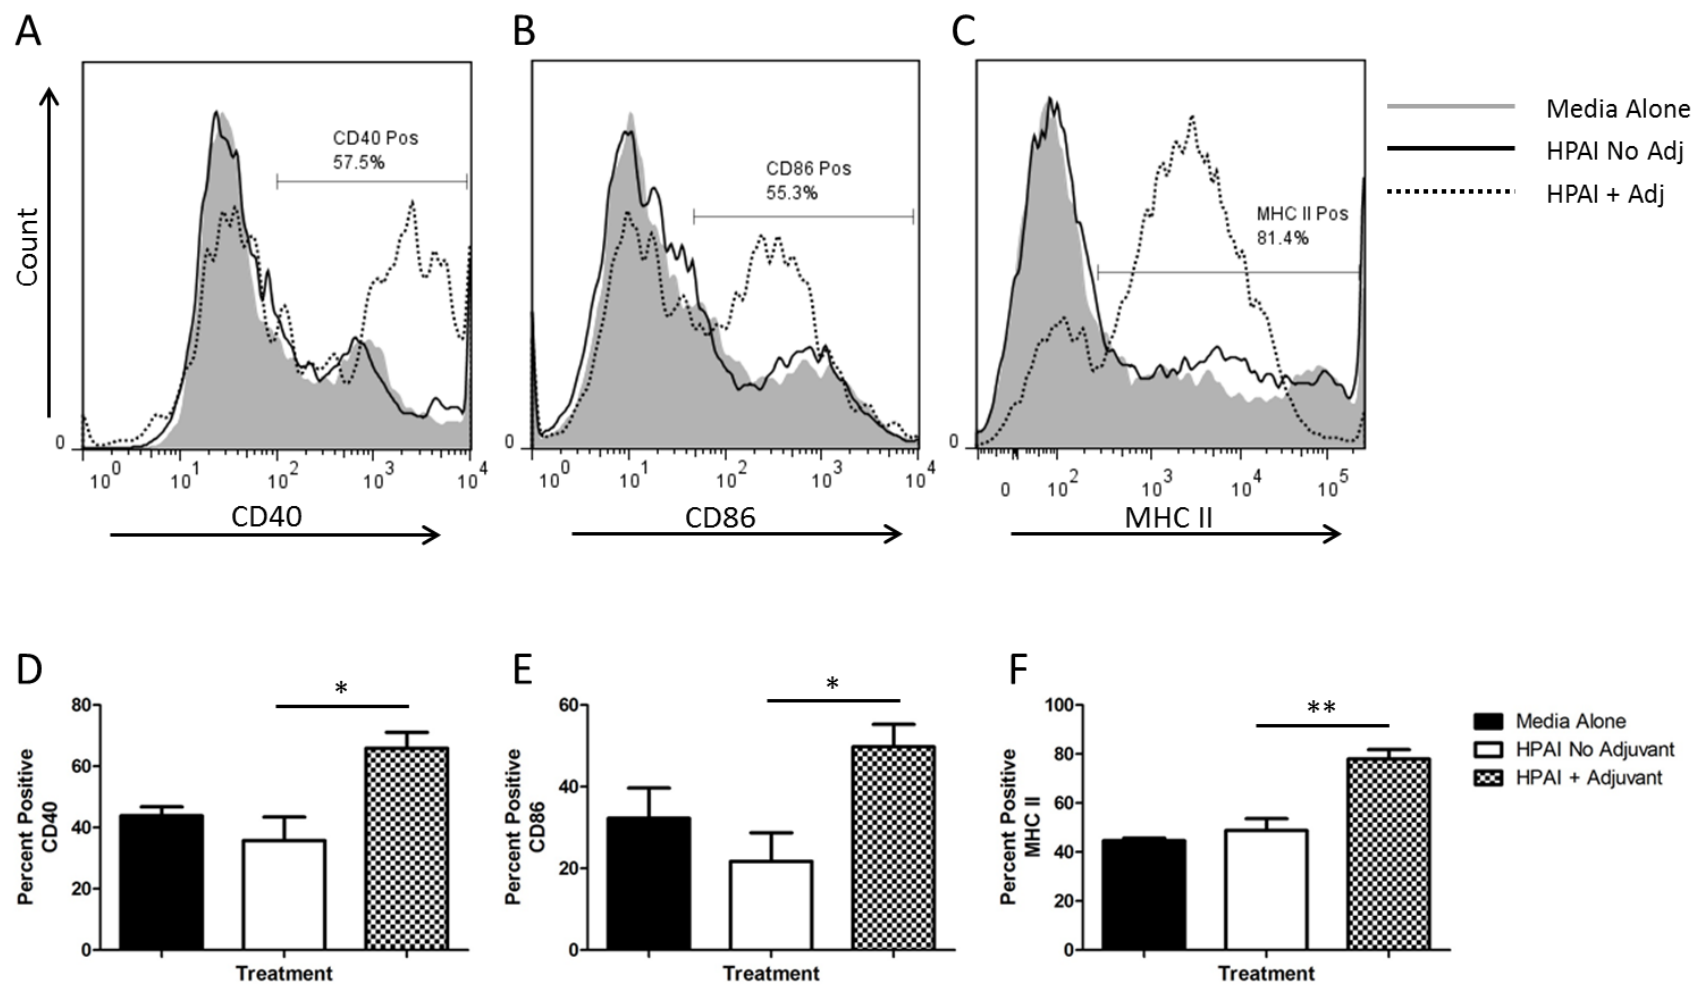 A
B
C
CD40 Pos
57.5%
CD86 Pos
55.3%
MHC II Pos
81.4%
Media Alone
HPAI No Adj
HPAI + Adj
Count
0
10^0 10^1 10^2 10^3 10^4
CD40
0
10^0 10^1 10^2 10^3 10^4
CD86
0
0 10^2 10^3 10^4 10^5
MHC II
D
E
F
*
*
**
80
60
40
20
0
Percent Positive
CD40
Treatment
60
40
20
0
Percent Positive
CD86
Treatment
100
80
60
40
20
0
Percent Positive
MHC II
Treatment
Media Alone
HPAI No Adjuvant
HPAI + Adjuvant